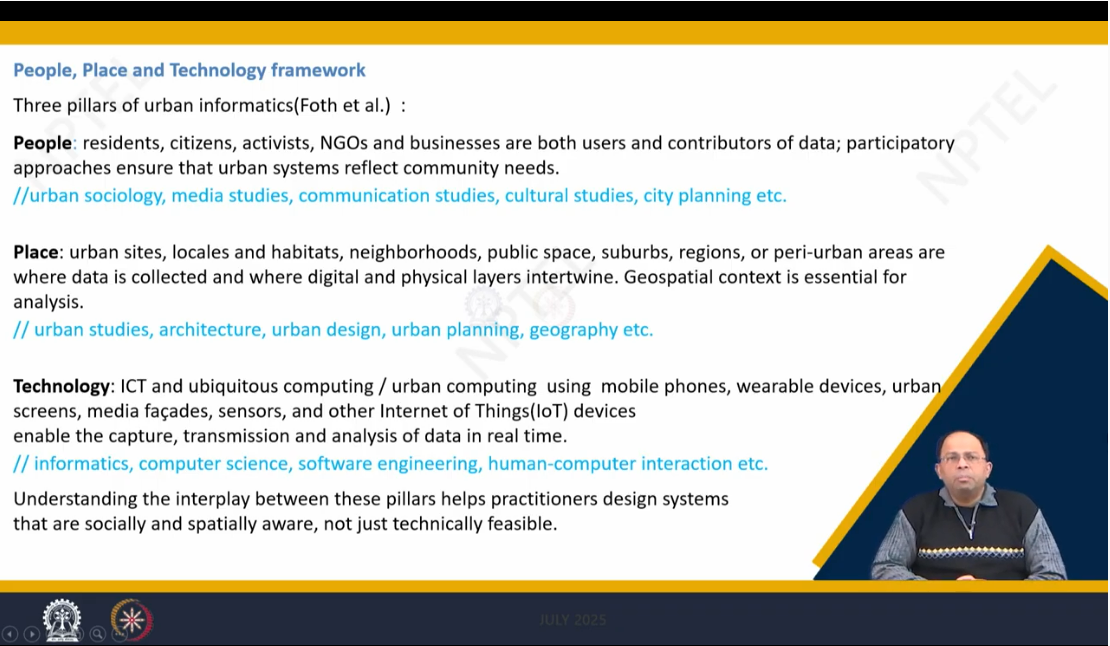 People, Place and Technology framework
Three pillars of urban informatics(Foth et al.) :
People: residents, citizens, activists, NGOs and businesses are both users and contributors of data; participatory
approaches ensure that urban systems reflect community needs.
//urban sociology, media studies, communication studies, cultural studies, city planning etc.
Place: urban sites, locales and habitats, neighborhoods, public space, suburbs, regions, or peri-urban areas are
where data is collected and where digital and physical layers intertwine. Geospatial context is essential for
analysis.
// urban studies, architecture, urban design, urban planning, geography etc.
Technology: ICT and ubiquitous computing / urban computing using mobile phones, wearable devices, urban
screens, media façades, sensors, and other Internet of Things(IoT) devices
enable the capture, transmission and analysis of data in real time.
// informatics, computer science, software engineering, human-computer interaction etc.
Understanding the interplay between these pillars helps practitioners design systems
that are socially and spatially aware, not just technically feasible.
JULY 2025
NPTEL
NPTEL
NPTEL